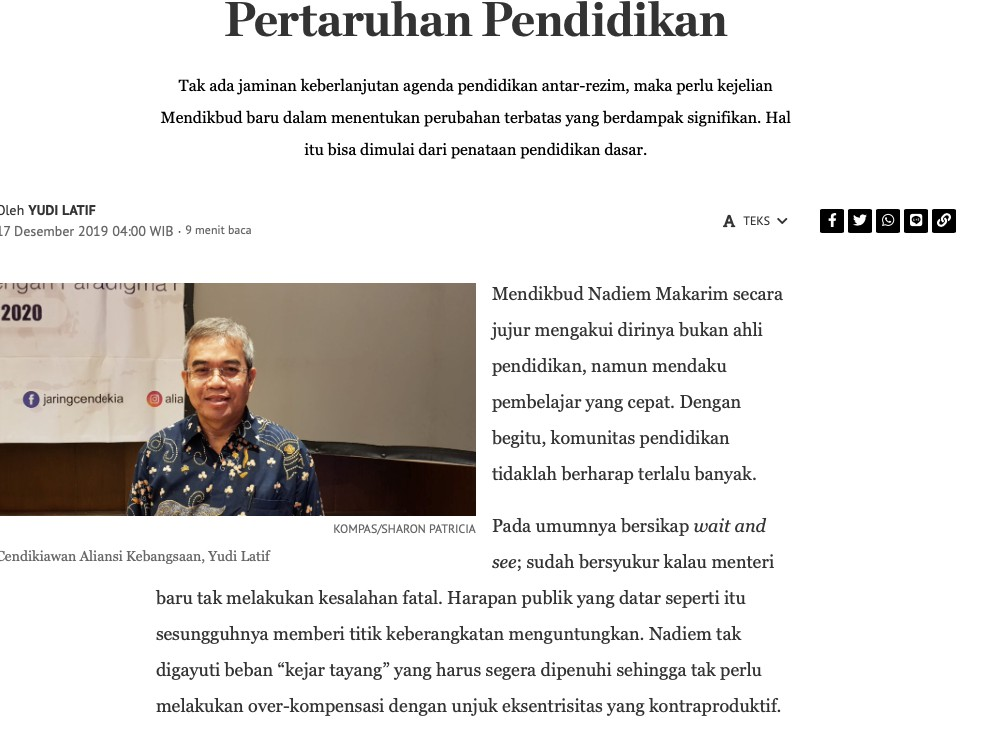 Pertaruhan Pendidikan
Tak ada jaminan keberlanjutan agenda pendidikan antar-rezim, maka perlu kejelian
Mendikbud baru dalam menentukan perubahan terbatas yang berdampak signifikan. Hal
itu bisa dimulai dari penataan pendidikan dasar.
Oleh YUDI LATIF
17 Desember 2019 04:00 WIB · 9 menit baca
A TEKS
engan Paradigma
2020
jaringcendekia
alia
KOMPAS/SHARON PATRICIA
Cendikiawan Aliansi Kebangsaan, Yudi Latif
Mendikbud Nadiem Makarim secara
jujur mengakui dirinya bukan ahli
pendidikan, namun mendaku
pembelajar yang cepat. Dengan
begitu, komunitas pendidikan
tidaklah berharap terlalu banyak.
Pada umumnya bersikap wait and
see; sudah bersyukur kalau menteri
baru tak melakukan kesalahan fatal. Harapan publik yang datar seperti itu
sesungguhnya memberi titik keberangkatan menguntungkan. Nadiem tak
digayuti beban “kejar tayang” yang harus segera dipenuhi sehingga tak perlu
melakukan over-kompensasi dengan unjuk eksentrisitas yang kontraproduktif.